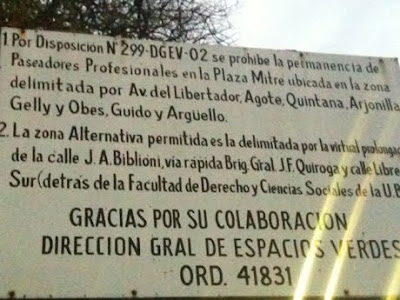 1 Por Disposición N° 299-DGEV-02 se prohibe la permanencia de
Paseadores Profesionales en la Plaza Mitre ubicada en la zona
delimitada por Av. del Libertador, Agote, Quintana, Arjonilla
Gelly y Obes, Guido y Argüello.
2. La zona Alternativa permitida es la delimitada por la virtual prolongac
de la calle J. A. Biblioni, via rápida Brig. Gral. J.F. Quiroga y calle Libre
Sur (detrás de la Facultad de Derecho y Ciencias Sociales de la U.B
GRACIAS POR SU COLABORACION
DIRECCION GRAL DE ESPACIOS VERDES
ORD. 41831